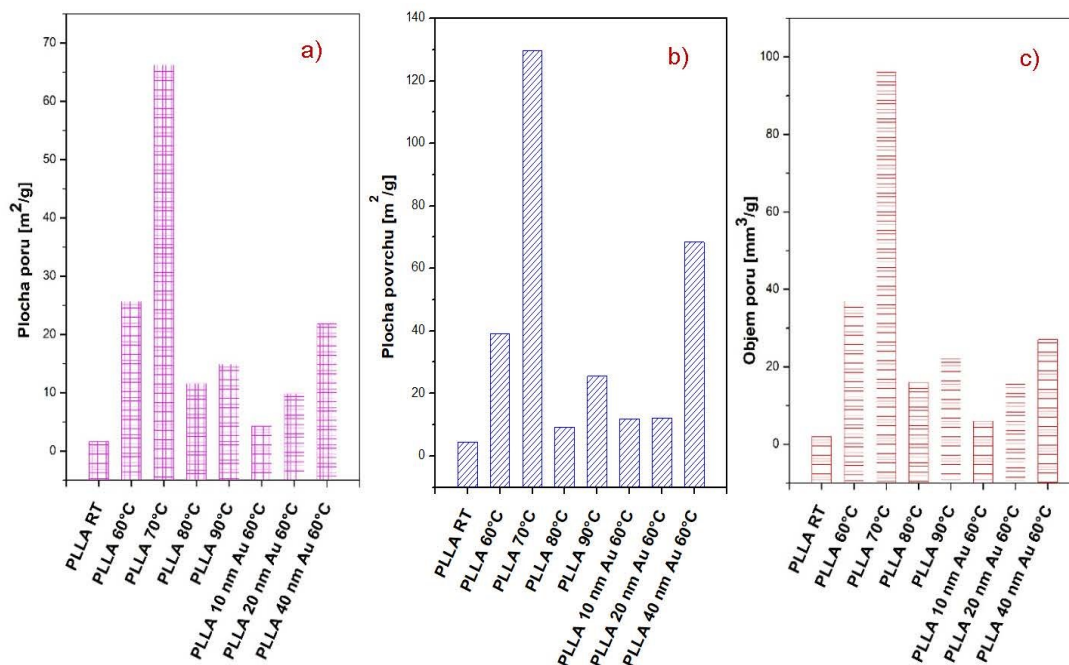 a)
Plocha poru [m²/g]
70
60
50
40
30
20
10
0
PLLA RT
PLLA 60°C
PLLA 70°C
PLLA 80°C
PLLA 90°C
PLLA 10 nm Au 60°C
PLLA 20 nm Au 60°C
PLLA 40 nm Au 60°C
b)
Plocha povrchu [m²/g]
140
120
100
80
60
40
20
0
PLLA RT
PLLA 60°C
PLLA 70°C
PLLA 80°C
PLLA 90°C
PLLA 10 nm Au 60°C
PLLA 20 nm Au 60°C
PLLA 40 nm Au 60°C
c)
Objem poru [mm³/g]
100
80
60
40
20
0
PLLA RT
PLLA 60°C
PLLA 70°C
PLLA 80°C
PLLA 90°C
PLLA 10 nm Au 60°C
PLLA 20 nm Au 60°C
PLLA 40 nm Au 60°C